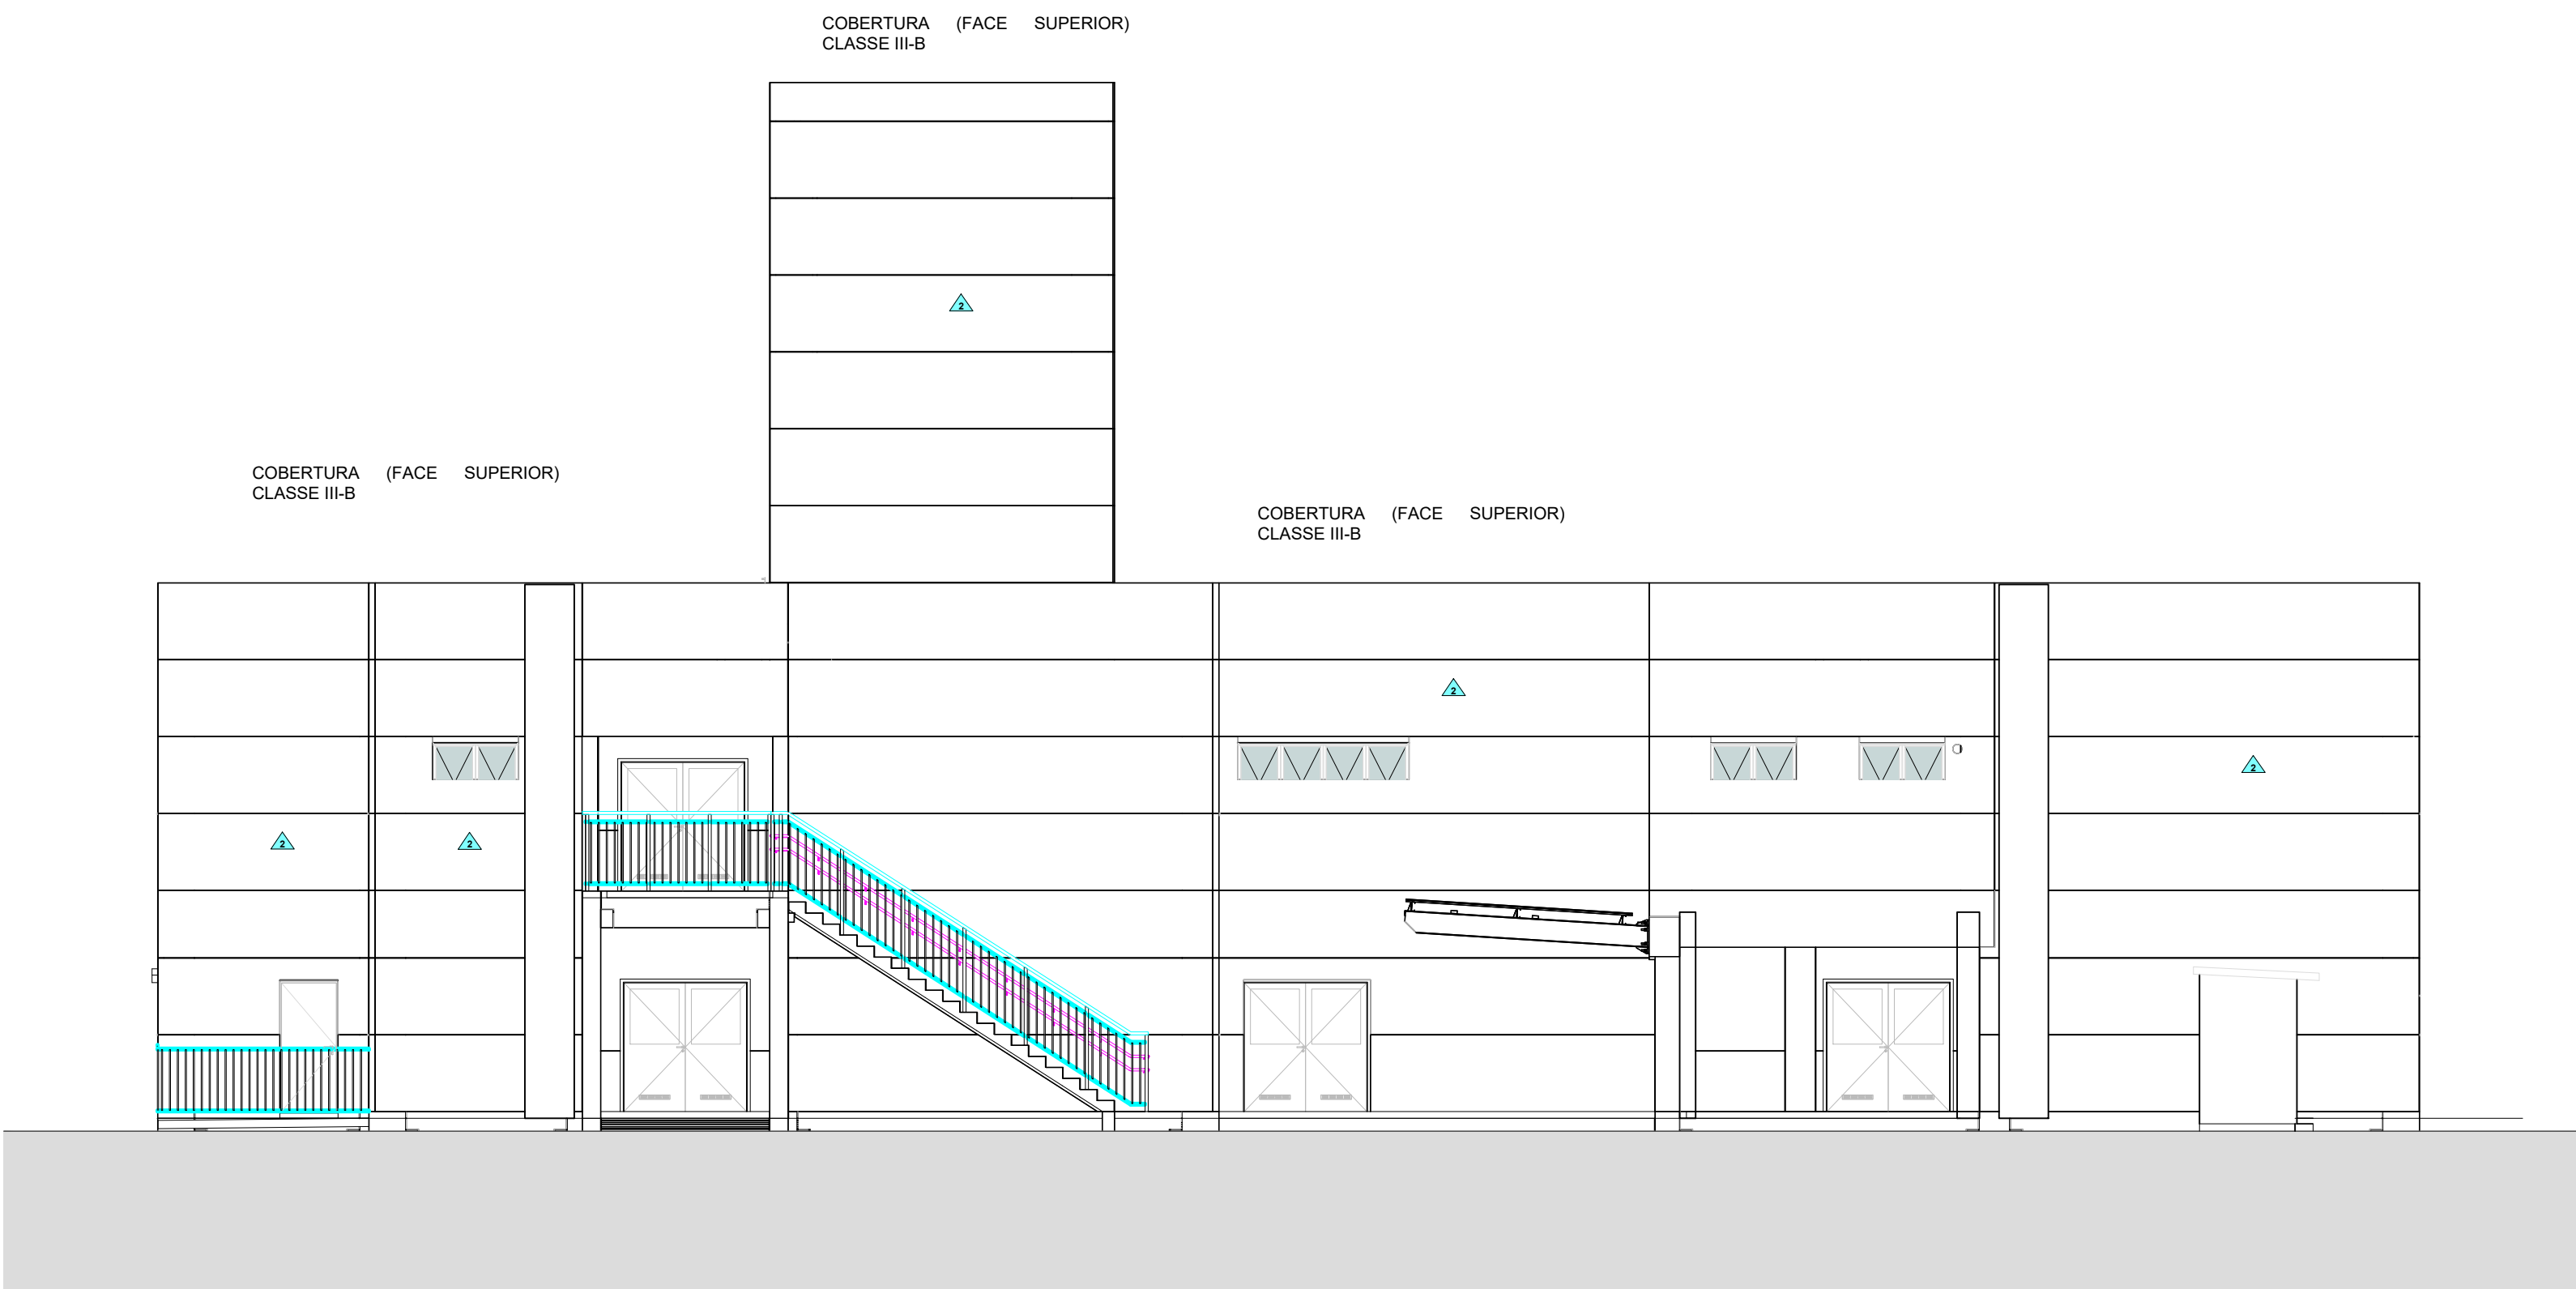 COBERTURA (FACE SUPERIOR)
CLASSE III-B
2
COBERTURA (FACE SUPERIOR)
CLASSE III-B
COBERTURA (FACE SUPERIOR)
CLASSE III-B
2
2
2
2